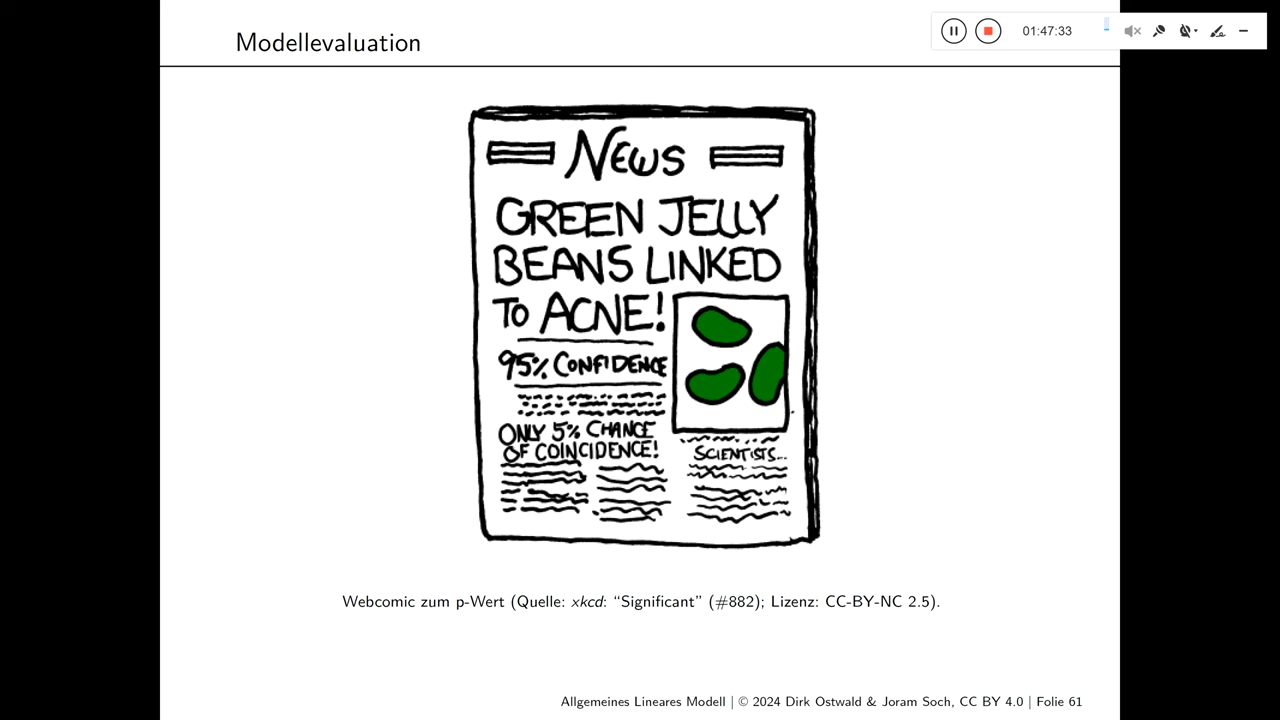 Modellevaluation
01:47:33
NEWS
GREEN JELLY
BEANS LINKED
TO ACNE!
95% CONFIDENCE
ONLY 5% CHANCE
OF COINCIDENCE!
SCIENTISTS...
Webcomic zum p-Wert (Quelle: xkcd: “Significant” (#882); Lizenz: CC-BY-NC 2.5).
Allgemeines Lineares Modell | © 2024 Dirk Ostwald & Joram Soch, CC BY 4.0 | Folie 61